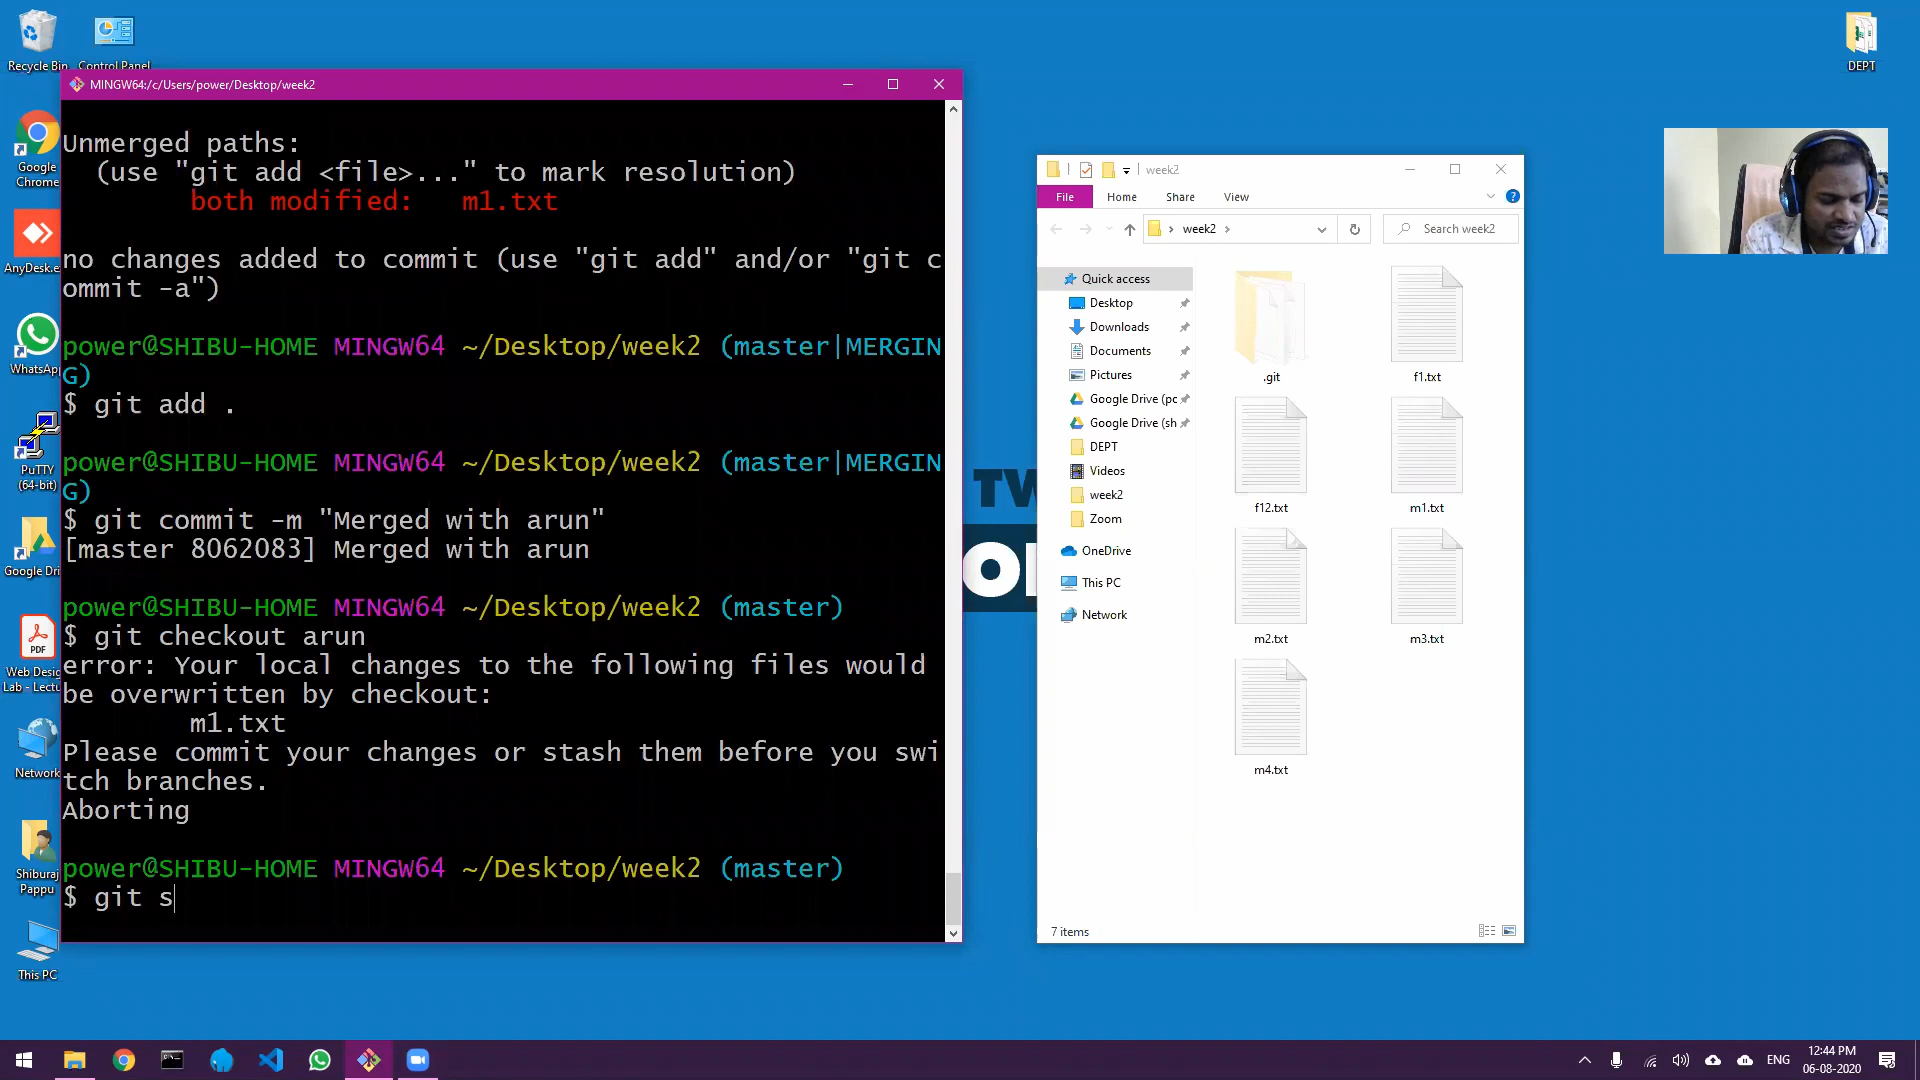 Recycle Bin
Control Panel
DEPT
MINGW64:/c/Users/power/Desktop/week2
Unmerged paths:
(use "git add <file>..." to mark resolution)
both modified: m1.txt
no changes added to commit (use "git add" and/or "git c
ommit -a")
power@SHIBU-HOME MINGW64 ~/Desktop/week2 (master|MERGIN
G)
$ git add .
power@SHIBU-HOME MINGW64 ~/Desktop/week2 (master|MERGIN
G)
$ git commit -m "Merged with arun"
[master 8062083] Merged with arun
power@SHIBU-HOME MINGW64 ~/Desktop/week2 (master)
$ git checkout arun
error: Your local changes to the following files would
be overwritten by checkout:
m1.txt
Please commit your changes or stash them before you swi
tch branches.
Aborting
power@SHIBU-HOME MINGW64 ~/Desktop/week2 (master)
$ git s
Google
Chrome
AnyDesk.e
WhatsApp
PuTTY
(64-bit)
Google Dri
PDF
Web Desig
Lab - Lectu
Network
Shiburaj
Pappu
This PC
TW
OI
week2
File
Home
Share
View
week2
Search week2
Quick access
Desktop
Downloads
Documents
Pictures
Google Drive (pc
Google Drive (sh
DEPT
Videos
week2
Zoom
OneDrive
This PC
Network
.git
f1.txt
f12.txt
m1.txt
m2.txt
m3.txt
m4.txt
7 items
ENG
12:44 PM
06-08-2020